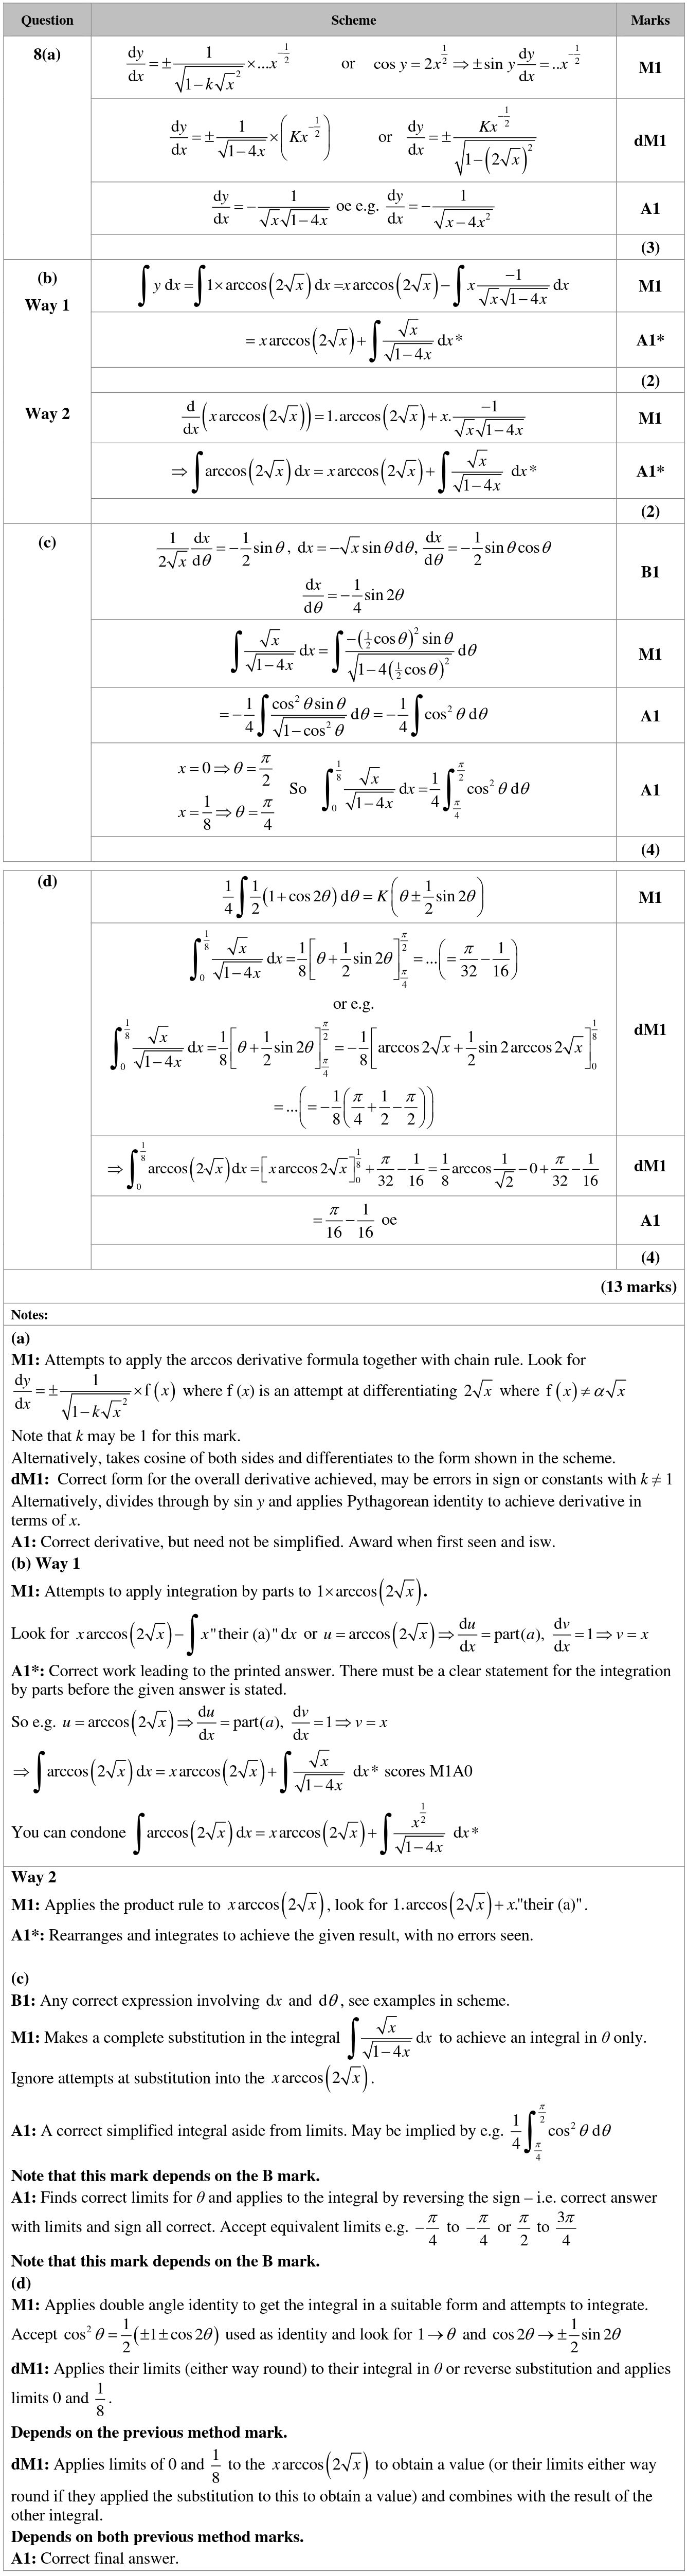 Question Scheme Marks
8(a) $\frac{dy}{dx} = \pm\frac{1}{\sqrt{1-k\sqrt{x}^2}} \times ...x^{-\frac{1}{2}}$ or $\cos y = 2x^{\frac{1}{2}} \Rightarrow \pm\sin y\frac{dy}{dx} = ..x^{-\frac{1}{2}}$ M1
$\frac{dy}{dx} = \pm\frac{1}{\sqrt{1-4x}} \times \left(Kx^{-\frac{1}{2}}\right)$ or $\frac{dy}{dx} = \pm\frac{Kx^{-\frac{1}{2}}}{\sqrt{1-(2\sqrt{x})^2}}$ dM1
$\frac{dy}{dx} = -\frac{1}{\sqrt{x}\sqrt{1-4x}}$ oe e.g. $\frac{dy}{dx} = -\frac{1}{\sqrt{x-4x^2}}$ A1
(3)
(b) Way 1 $\int y\,dx = \int 1\times\arccos(2\sqrt{x})\,dx = x\arccos(2\sqrt{x}) - \int x\frac{-1}{\sqrt{x}\sqrt{1-4x}}\,dx$ M1
$= x\arccos(2\sqrt{x}) + \int\frac{\sqrt{x}}{\sqrt{1-4x}}\,dx$ * A1*
(2)
Way 2 $\frac{d}{dx}\left(x\arccos(2\sqrt{x})\right) = 1.\arccos(2\sqrt{x}) + x.\frac{-1}{\sqrt{x}\sqrt{1-4x}}$ M1
$\Rightarrow \int\arccos(2\sqrt{x})\,dx = x\arccos(2\sqrt{x}) + \int\frac{\sqrt{x}}{\sqrt{1-4x}}\,dx$ * A1*
(2)
(c) $\frac{1}{2\sqrt{x}}\frac{dx}{d\theta} = -\frac{1}{2}\sin\theta$, $dx = -\sqrt{x}\sin\theta\,d\theta$, $\frac{dx}{d\theta} = -\frac{1}{2}\sin\theta\cos\theta$ B1
$\frac{dx}{d\theta} = -\frac{1}{4}\sin 2\theta$
$\int\frac{\sqrt{x}}{\sqrt{1-4x}}\,dx = \int\frac{-\left(\frac{1}{2}\cos\theta\right)^2\sin\theta}{\sqrt{1-4\left(\frac{1}{2}\cos\theta\right)^2}}\,d\theta$ M1
$= -\frac{1}{4}\int\frac{\cos^2\theta\sin\theta}{\sqrt{1-\cos^2\theta}}\,d\theta = -\frac{1}{4}\int\cos^2\theta\,d\theta$ A1
$x = 0 \Rightarrow \theta = \frac{\pi}{2}$
$x = \frac{1}{8} \Rightarrow \theta = \frac{\pi}{4}$ So $\int_0^{\frac{1}{8}}\frac{\sqrt{x}}{\sqrt{1-4x}}\,dx = \frac{1}{4}\int_{\frac{\pi}{4}}^{\frac{\pi}{2}}\cos^2\theta\,d\theta$ A1
(4)
(d) $\frac{1}{4}\int\frac{1}{2}(1+\cos 2\theta)\,d\theta = K\left(\theta\pm\frac{1}{2}\sin 2\theta\right)$ M1
$\int_0^{\frac{1}{8}}\frac{\sqrt{x}}{\sqrt{1-4x}}\,dx = \frac{1}{8}\left[\theta+\frac{1}{2}\sin 2\theta\right]_{\frac{\pi}{4}}^{\frac{\pi}{2}} = ...\left(=\frac{\pi}{32}-\frac{1}{16}\right)$
or e.g.
$\int_0^{\frac{1}{8}}\frac{\sqrt{x}}{\sqrt{1-4x}}\,dx = \frac{1}{8}\left[\theta+\frac{1}{2}\sin 2\theta\right]_{\frac{\pi}{4}}^{\frac{\pi}{2}} = -\frac{1}{8}\left[\arccos 2\sqrt{x}+\frac{1}{2}\sin 2\arccos 2\sqrt{x}\right]_0^{\frac{1}{8}}$ dM1
$= ...\left(=-\frac{1}{8}\left(\frac{\pi}{4}+\frac{1}{2}-\frac{\pi}{2}\right)\right)$
$\Rightarrow \int_0^{\frac{1}{8}}\arccos(2\sqrt{x})\,dx = \left[x\arccos 2\sqrt{x}\right]_0^{\frac{1}{8}}+\frac{\pi}{32}-\frac{1}{16} = \frac{1}{8}\arccos\frac{1}{\sqrt{2}}-0+\frac{\pi}{32}-\frac{1}{16}$ dM1
$= \frac{\pi}{16}-\frac{1}{16}$ oe A1
(4)
(13 marks)
Notes:
(a)
M1: Attempts to apply the arccos derivative formula together with chain rule. Look for
$\frac{dy}{dx} = \pm\frac{1}{\sqrt{1-k\sqrt{x}^2}}\times f(x)$ where f (x) is an attempt at differentiating $2\sqrt{x}$ where $f(x) \neq \alpha\sqrt{x}$
Note that k may be 1 for this mark.
Alternatively, takes cosine of both sides and differentiates to the form shown in the scheme.
dM1: Correct form for the overall derivative achieved, may be errors in sign or constants with $k \neq 1$
Alternatively, divides through by sin y and applies Pythagorean identity to achieve derivative in
terms of x.
A1: Correct derivative, but need not be simplified. Award when first seen and isw.
(b) Way 1
M1: Attempts to apply integration by parts to $1\times\arccos(2\sqrt{x})$.
Look for $x\arccos(2\sqrt{x}) - \int x$"their (a)"dx or $u = \arccos(2\sqrt{x}) \Rightarrow \frac{du}{dx} = \text{part}(a), \frac{dv}{dx} = 1 \Rightarrow v = x$
A1*: Correct work leading to the printed answer. There must be a clear statement for the integration
by parts before the given answer is stated.
So e.g. $u = \arccos(2\sqrt{x}) \Rightarrow \frac{du}{dx} = \text{part}(a), \frac{dv}{dx} = 1 \Rightarrow v = x$
$\Rightarrow \int\arccos(2\sqrt{x})\,dx = x\arccos(2\sqrt{x}) + \int\frac{\sqrt{x}}{\sqrt{1-4x}}\,dx$ * scores M1A0
You can condone $\int\arccos(2\sqrt{x})\,dx = x\arccos(2\sqrt{x}) + \int\frac{x^{\frac{1}{2}}}{\sqrt{1-4x}}\,dx$ *
Way 2
M1: Applies the product rule to $x\arccos(2\sqrt{x})$, look for $1.\arccos(2\sqrt{x}) + x.$"their (a)".
A1*: Rearranges and integrates to achieve the given result, with no errors seen.
(c)
B1: Any correct expression involving dx and dθ, see examples in scheme.
M1: Makes a complete substitution in the integral $\int\frac{\sqrt{x}}{\sqrt{1-4x}}\,dx$ to achieve an integral in θ only.
Ignore attempts at substitution into the $x\arccos(2\sqrt{x})$.
A1: A correct simplified integral aside from limits. May be implied by e.g. $\frac{1}{4}\int_{\frac{\pi}{4}}^{\frac{\pi}{2}}\cos^2\theta\,d\theta$
Note that this mark depends on the B mark.
A1: Finds correct limits for θ and applies to the integral by reversing the sign – i.e. correct answer
with limits and sign all correct. Accept equivalent limits e.g. $-\frac{\pi}{4}$ to $-\frac{\pi}{4}$ or $\frac{\pi}{2}$ to $\frac{3\pi}{4}$
Note that this mark depends on the B mark.
(d)
M1: Applies double angle identity to get the integral in a suitable form and attempts to integrate.
Accept $\cos^2\theta = \frac{1}{2}(\pm 1\pm\cos 2\theta)$ used as identity and look for $1 \to \theta$ and $\cos 2\theta \to \pm\frac{1}{2}\sin 2\theta$
dM1: Applies their limits (either way round) to their integral in θ or reverse substitution and applies
limits 0 and $\frac{1}{8}$.
Depends on the previous method mark.
dM1: Applies limits of 0 and $\frac{1}{8}$ to the $x\arccos(2\sqrt{x})$ to obtain a value (or their limits either way
round if they applied the substitution to this to obtain a value) and combines with the result of the
other integral.
Depends on both previous method marks.
A1: Correct final answer.